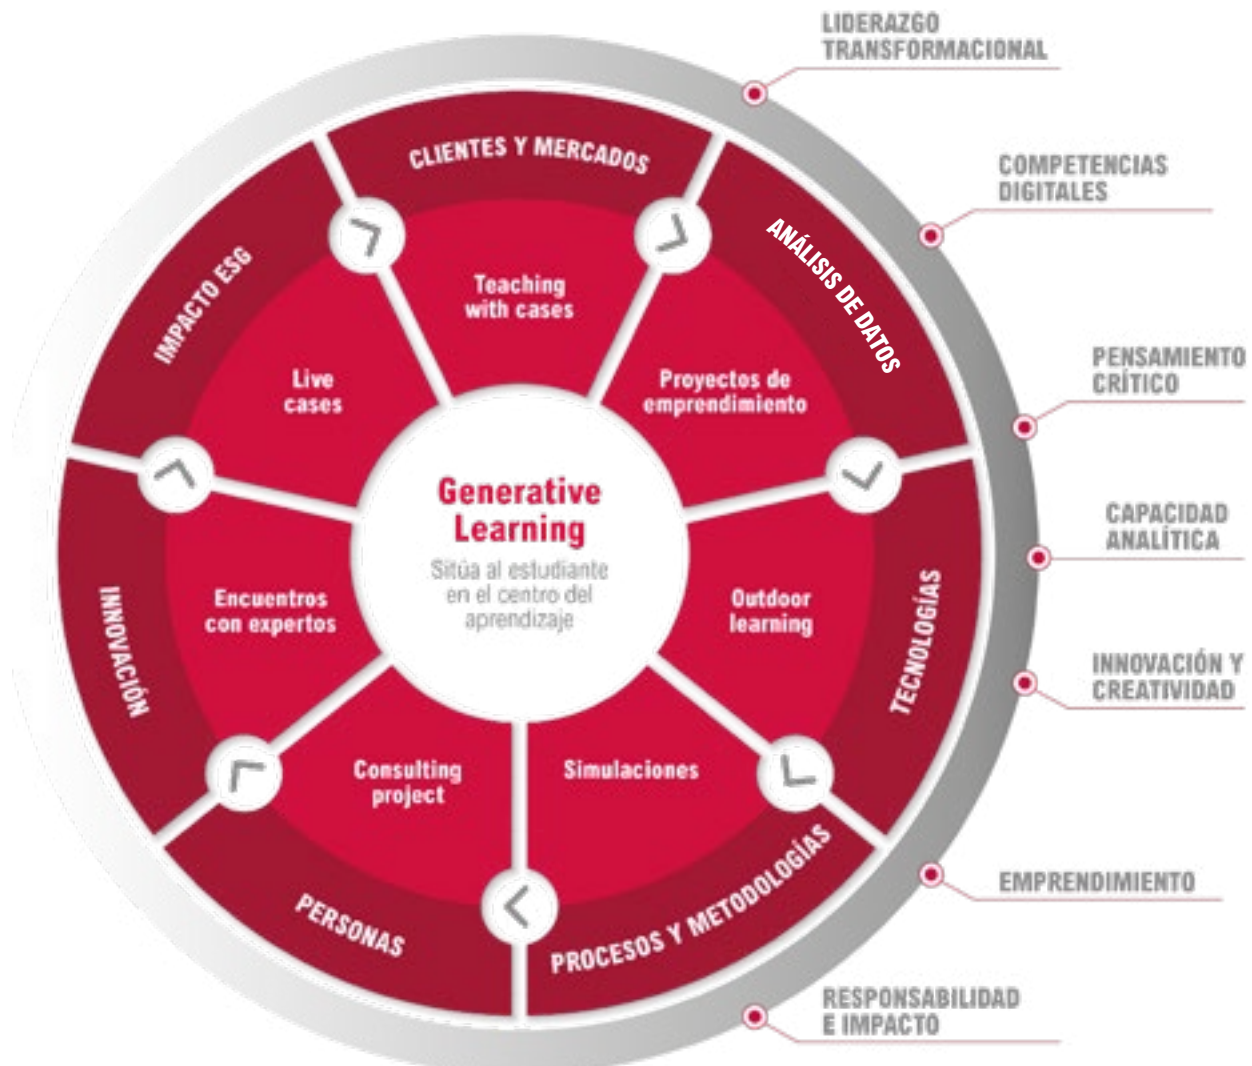 LIDERAZGO
TRANSFORMACIONAL
COMPETENCIAS
DIGITALES
PENSAMIENTO
CRÍTICO
CAPACIDAD
ANALÍTICA
INNOVACIÓN Y
CREATIVIDAD
EMPRENDIMIENTO
RESPONSABILIDAD
E IMPACTO
CLIENTES Y MERCADOS
ANÁLISIS DE DATOS
TECNOLOGÍAS
PROCESOS Y METODOLOGÍAS
PERSONAS
INNOVACIÓN
IMPACTO ESG
Teaching
with cases
Proyectos de
emprendimiento
Outdoor
learning
Simulaciones
Consulting
project
Encuentros
con expertos
Live
cases
Generative
Learning
Sitúa al estudiante
en el centro del
aprendizaje